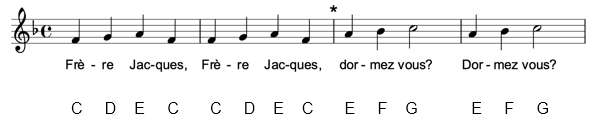 *
Frè - re Jac-ques, Frè - re Jac-ques, dor - mez vous? Dor - mez vous?
C D E C C D E C E F G E F G